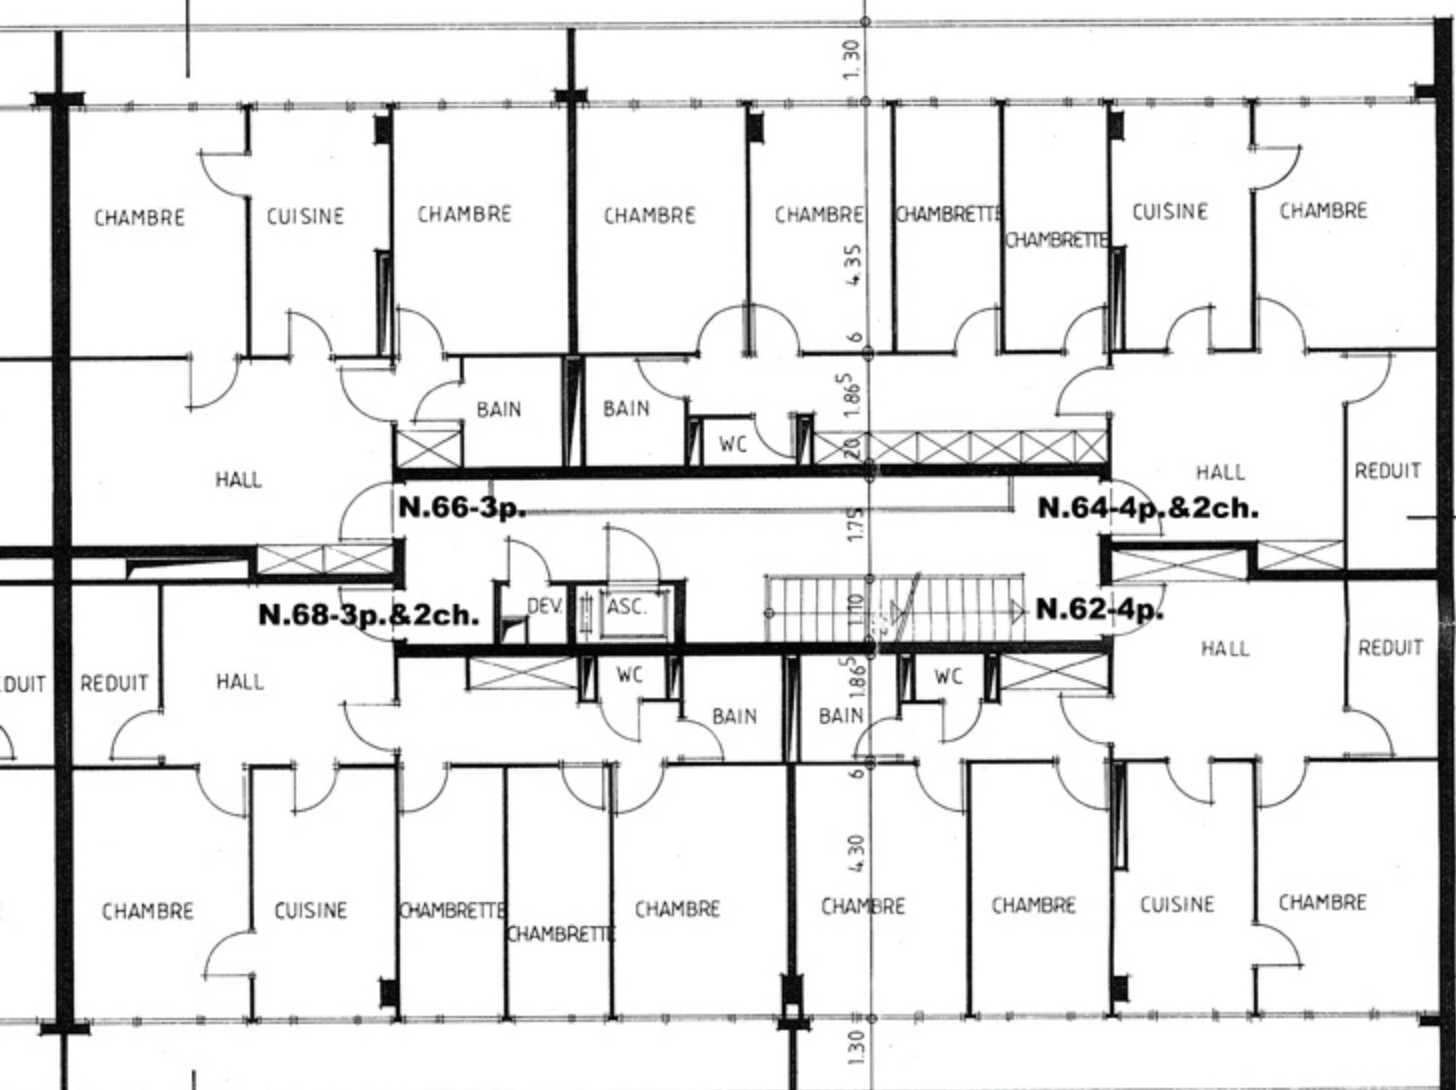 1.30
CHAMBRE
CUISINE
CHAMBRE
CHAMBRE
CHAMBRE
CHAMBRETTE
CHAMBRETTE
CUISINE
CHAMBRE
4.35
6
BAIN
BAIN
WC
1.86⁵
20
HALL
HALL
REDUIT
N.66-3p.
N.64-4p.&2ch.
1.75
DEV.
ASC.
1.10
N.68-3p.&2ch.
N.62-4p.
DUIT
REDUIT
HALL
WC
BAIN
BAIN
WC
1.86⁵
HALL
REDUIT
6
CHAMBRE
CUISINE
CHAMBRETTE
CHAMBRETTE
CHAMBRE
4.30
CHAMBRE
CHAMBRE
CUISINE
CHAMBRE
1.30